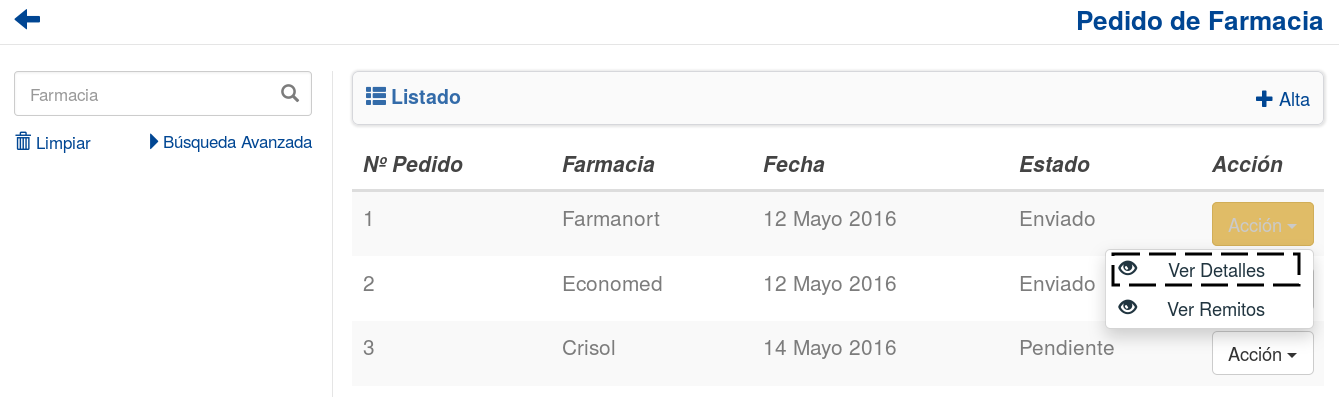 Pedido de Farmacia
Farmacia
Limpiar
Búsqueda Avanzada
Listado
Alta
Nº Pedido Farmacia Fecha Estado Acción
1 Farmanort 12 Mayo 2016 Enviado Acción
Ver Detalles
2 Economed 12 Mayo 2016 Enviado
Ver Remitos
3 Crisol 14 Mayo 2016 Pendiente Acción